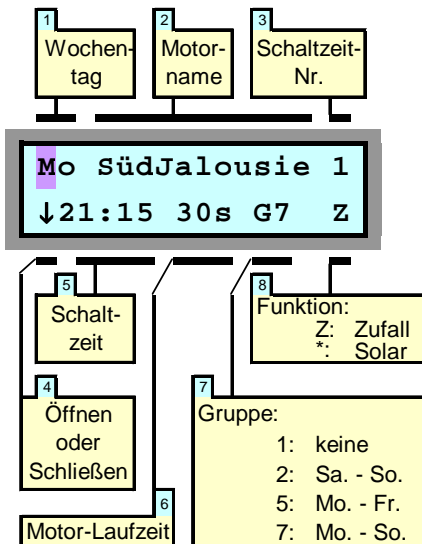 1
Wochen-
tag
2
Motor-
name
3
Schaltzeit-
Nr.
Mo SüdJalousie 1
↓21:15 30s G7 Z
5
Schalt-
zeit
8
Funktion:
Z: Zufall
*: Solar
4
Öffnen
oder
Schließen
7
Gruppe:
1: keine
2: Sa. - So.
5: Mo. - Fr.
7: Mo. - So.
6
Motor-Laufzeit